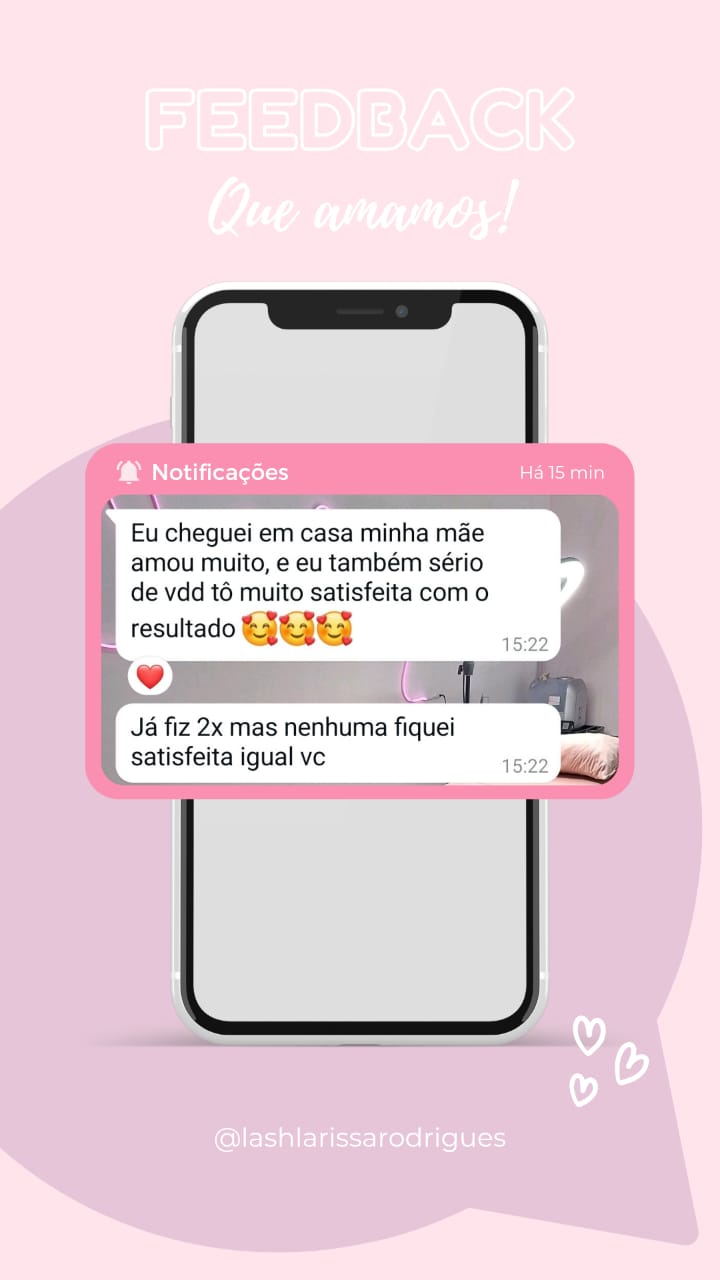 FEEDBACK
Que amamos!
Notificações
Há 15 min
Eu cheguei em casa minha mãe
amou muito, e eu também sério
de vdd tô muito satisfeita com o
resultado 🥰🥰🥰
15:22
Já fiz 2x mas nenhuma fiquei
satisfeita igual vc
15:22
@lashlarissarodrigues